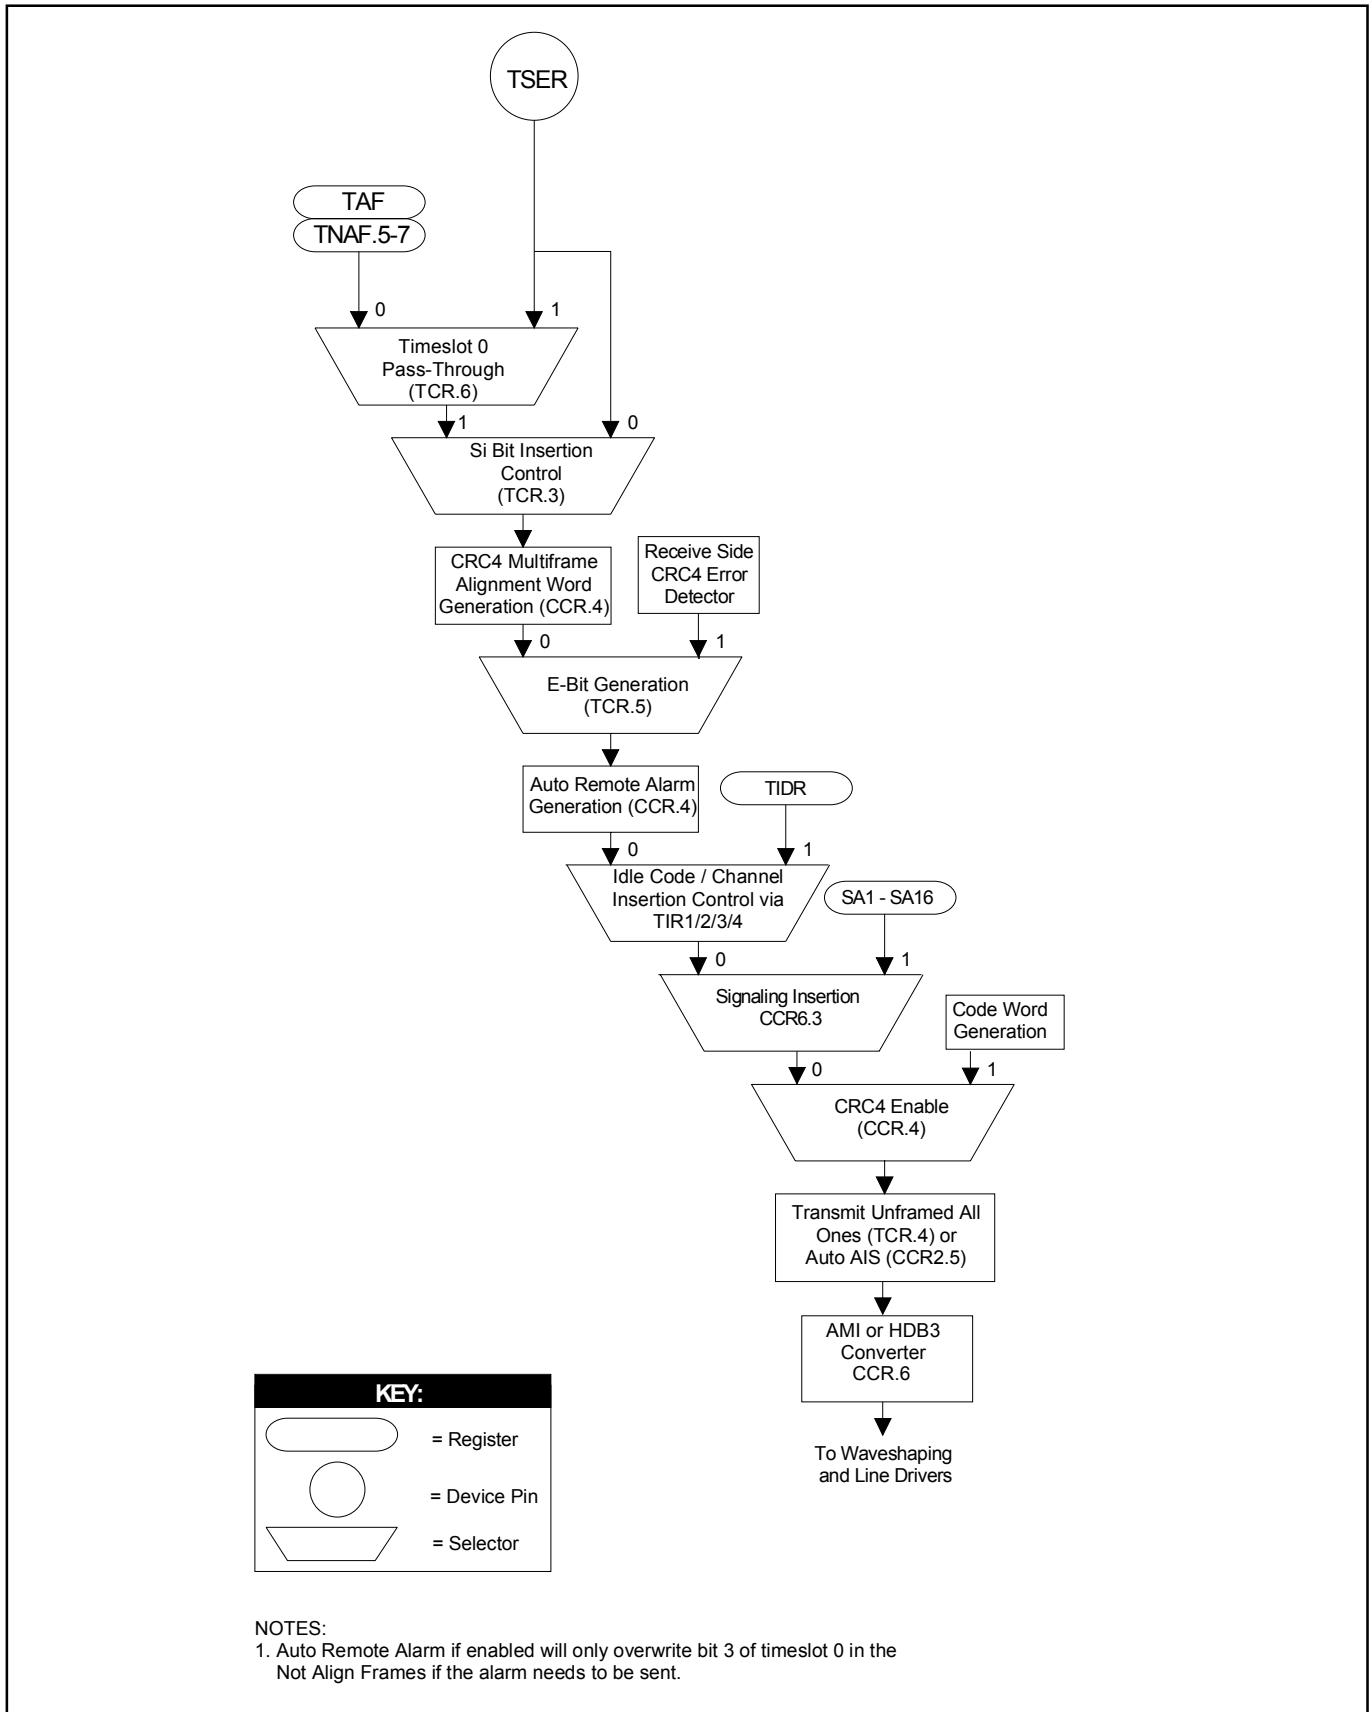 TSER
TAF
TNAF.5-7
0
1
Timeslot 0
Pass-Through
(TCR.6)
1
0
Si Bit Insertion
Control
(TCR.3)
CRC4 Multiframe
Alignment Word
Generation (CCR.4)
Receive Side
CRC4 Error
Detector
0
1
E-Bit Generation
(TCR.5)
Auto Remote Alarm
Generation (CCR.4)
TIDR
0
1
Idle Code / Channel
Insertion Control via
TIR1/2/3/4
SA1 - SA16
0
1
Signaling Insertion
CCR6.3
Code Word
Generation
0
1
CRC4 Enable
(CCR.4)
Transmit Unframed All
Ones (TCR.4) or
Auto AIS (CCR2.5)
AMI or HDB3
Converter
CCR.6
To Waveshaping
and Line Drivers
KEY:
= Register
= Device Pin
= Selector
NOTES:
1. Auto Remote Alarm if enabled will only overwrite bit 3 of timeslot 0 in the
Not Align Frames if the alarm needs to be sent.